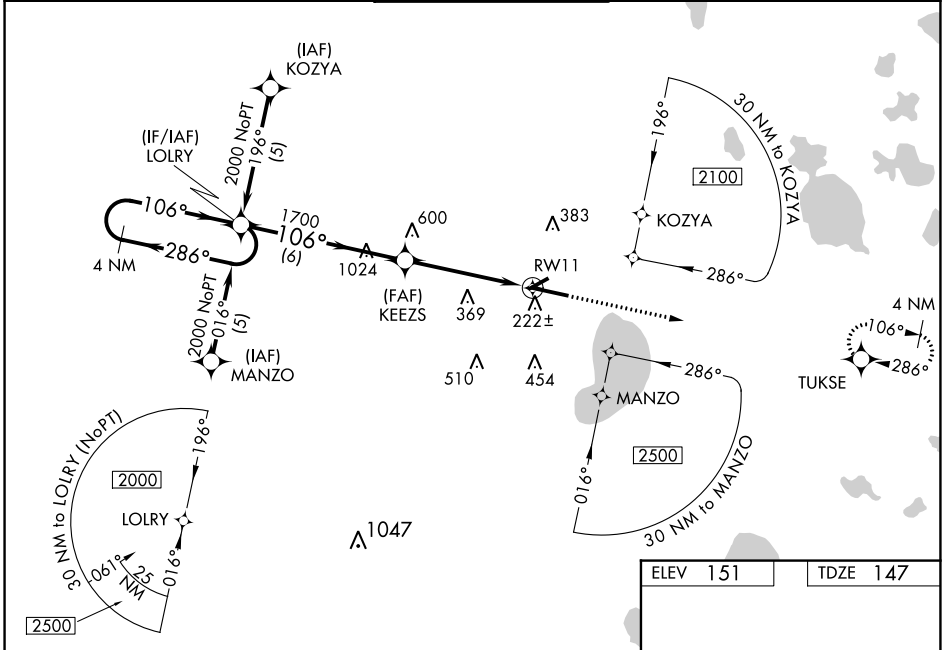 (IAF)
KOZYA
2000 NoPT
196°
(5)
(IF/IAF)
LOLRY
106°
286°
4 NM
1700
106°
(6)
1024
600
(FAF)
KEEZS
383
RW11
369
222±
510
454
2000 NoPT
016°
(5)
(IAF)
MANZO
30 NM to KOZYA
196°
2100
KOZYA
286°
4 NM
106°
286°
TUKSE
286°
MANZO
2500
016°
30 NM to MANZO
30 NM to LOLRY (NoPT)
196°
2000
LOLRY
016°
061°
25
NM
2500
1047
ELEV 151
TDZE 147